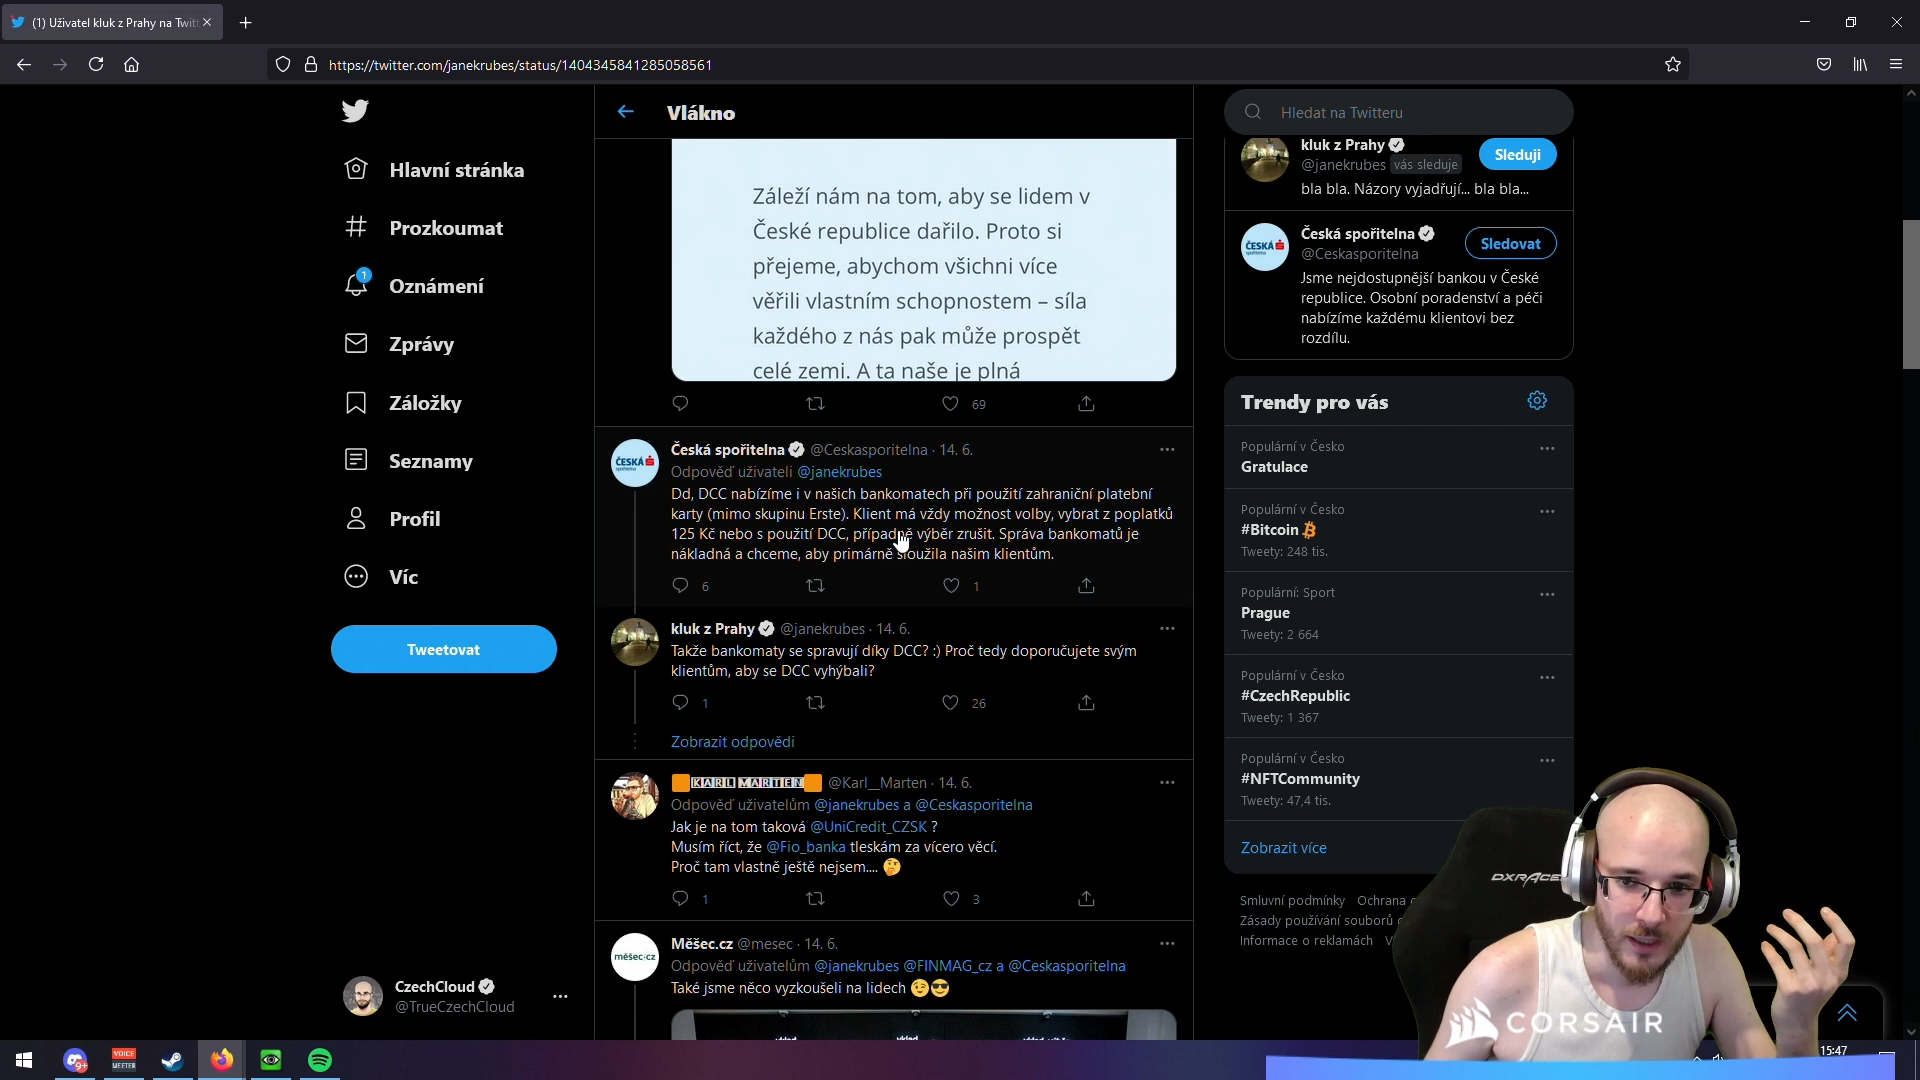 (1) Uživatel kluk z Prahy na Twitt
https://twitter.com/janekrubes/status/1404345841285058561
Hlavní stránka
Prozkoumat
1
Oznámení
Zprávy
Záložky
Seznamy
Profil
Víc
Tweetovat
CzechCloud
@TrueCzechCloud
Vlákno
Záleží nám na tom, aby se lidem v
České republice dařilo. Proto si
přejeme, abychom všichni více
věřili vlastním schopnostem – síla
každého z nás pak může prospět
celé zemi. A ta naše je plná
69
ČESKÁ
spořitelna
Česká spořitelna @Ceskasporitelna · 14. 6.
Odpověď uživateli @janekrubes
Dd, DCC nabízíme i v našich bankomatech při použití zahraniční platební
karty (mimo skupinu Erste). Klient má vždy možnost volby, vybrat z poplatků
125 Kč nebo s použití DCC, případně výběr zrušit. Správa bankomatů je
nákladná a chceme, aby primárně sloužila našim klientům.
6 1
kluk z Prahy @janekrubes · 14. 6.
Takže bankomaty se spravují díky DCC? :) Proč tedy doporučujete svým
klientům, aby se DCC vyhýbali?
1 26
Zobrazit odpovědi
KARL MARTEN @Karl__Marten · 14. 6.
Odpověď uživatelům @janekrubes a @Ceskasporitelna
Jak je na tom taková @UniCredit_CZSK ?
Musím říct, že @Fio_banka tleskám za vícero věcí.
Proč tam vlastně ještě nejsem.... 🤔
1 3
měšec.cz
Měšec.cz @mesec · 14. 6.
Odpověď uživatelům @janekrubes @FINMAG_cz a @Ceskasporitelna
Také jsme něco vyzkoušeli na lidech 😉😎
Hledat na Twitteru
kluk z Prahy
@janekrubes vás sleduje
Sleduji
bla bla. Názory vyjadřují... bla bla...
ČESKÁ
spořitelna
Česká spořitelna
@Ceskasporitelna
Sledovat
Jsme nejdostupnější bankou v České
republice. Osobní poradenství a péči
nabízíme každému klientovi bez
rozdílu.
Trendy pro vás
Populární v Česko
Gratulace
Populární v Česko
#Bitcoin
Tweety: 248 tis.
Populární: Sport
Prague
Tweety: 2 664
Populární v Česko
#CzechRepublic
Tweety: 1 367
Populární v Česko
#NFTCommunity
Tweety: 47,4 tis.
Zobrazit více
Smluvní podmínky Ochrana
Zásady používání souborů
Informace o reklamách
DXRACE
CORSAIR
9+
VOICE
MEETER
15:47